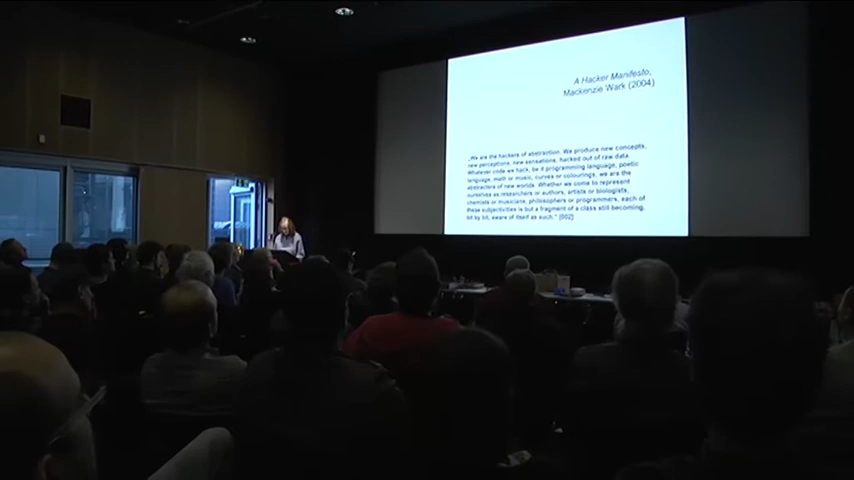 A Hacker Manifesto,
Mackenzie Wark (2004)
„We are the hackers of abstraction. We produce new concepts,
new perceptions, new sensations, hacked out of raw data.
Whatever code we hack, be it programming language, poetic
language, math or music, curves or colourings, we are the
abstracters of new worlds. Whether we come to represent
ourselves as researchers or authors, artists or biologists,
chemists or musicians, philosophers or programmers, each of
these subjectivities is but a fragment of a class still becoming,
bit by bit, aware of itself as such." [002]